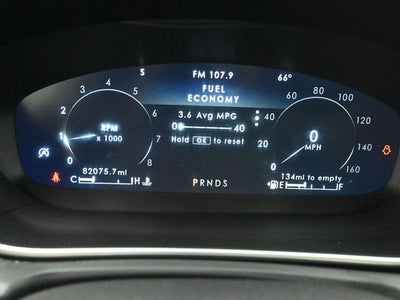 S FM 107.9 66°
FUEL
ECONOMY
3.6 Avg MPG
0 40
Hold OK to reset
0 1 2 3 4 5 6 7 8
RPM
x 1000
0 20 40 60 80 100 120 140 160
0
MPH
82075.7mi
C H
PRNDS
134mi to empty
E F